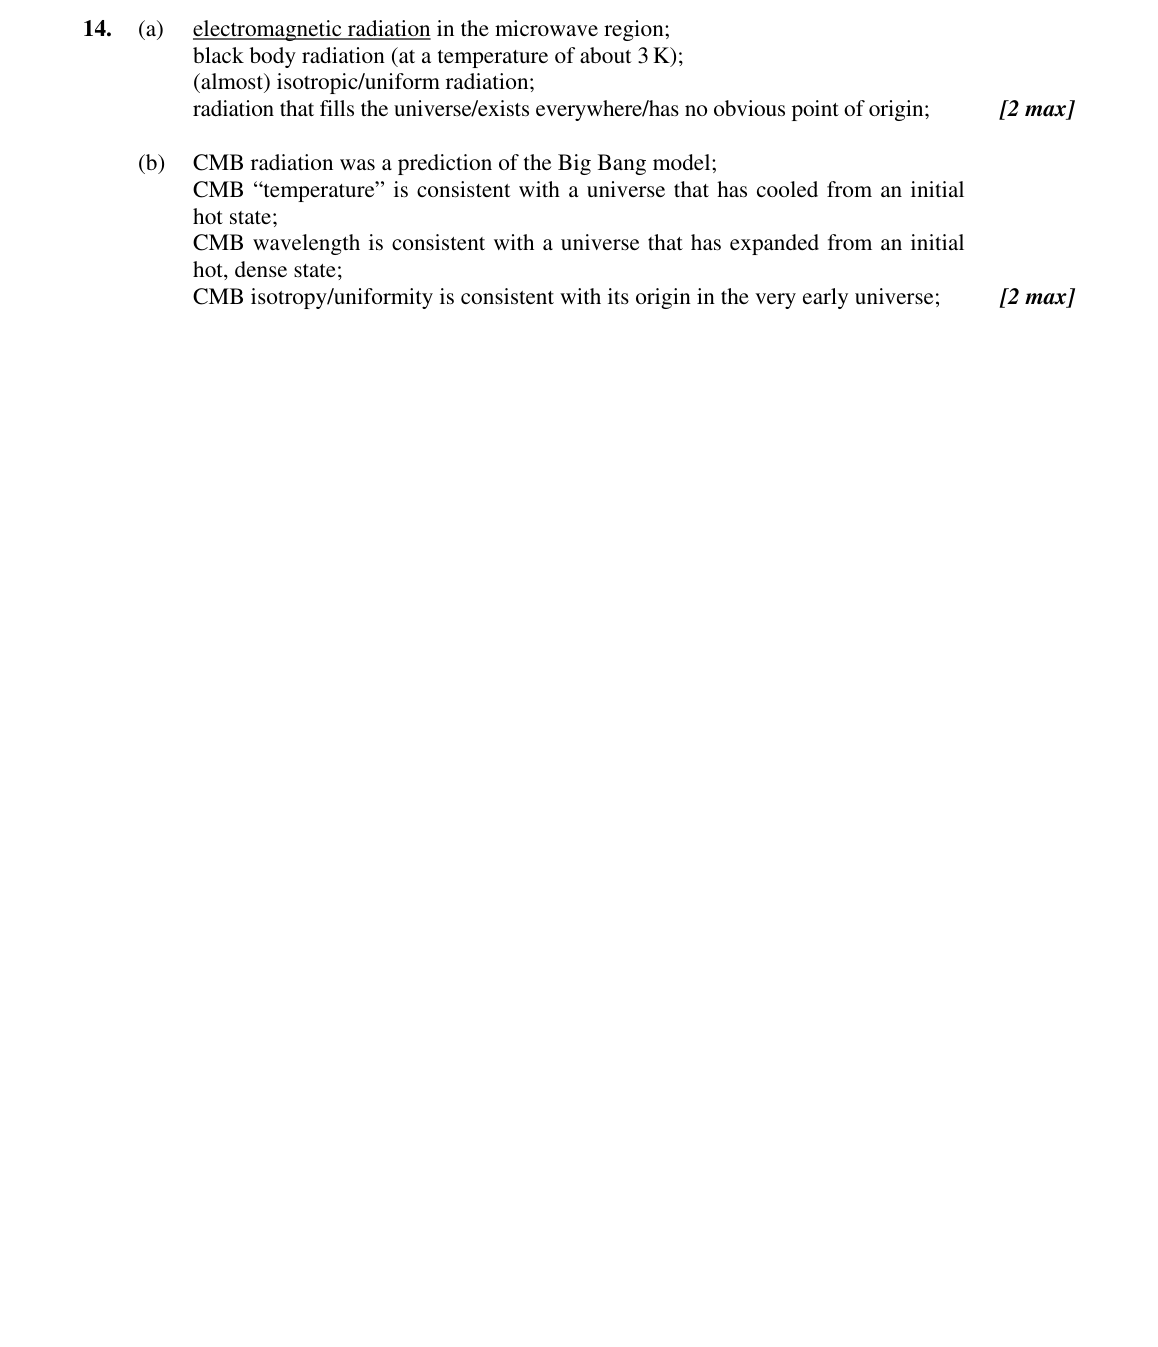 14. (a) electromagnetic radiation in the microwave region;
black body radiation (at a temperature of about 3 K);
(almost) isotropic/uniform radiation;
radiation that fills the universe/exists everywhere/has no obvious point of origin; [2 max]
(b) CMB radiation was a prediction of the Big Bang model;
CMB “temperature” is consistent with a universe that has cooled from an initial
hot state;
CMB wavelength is consistent with a universe that has expanded from an initial
hot, dense state;
CMB isotropy/uniformity is consistent with its origin in the very early universe; [2 max]